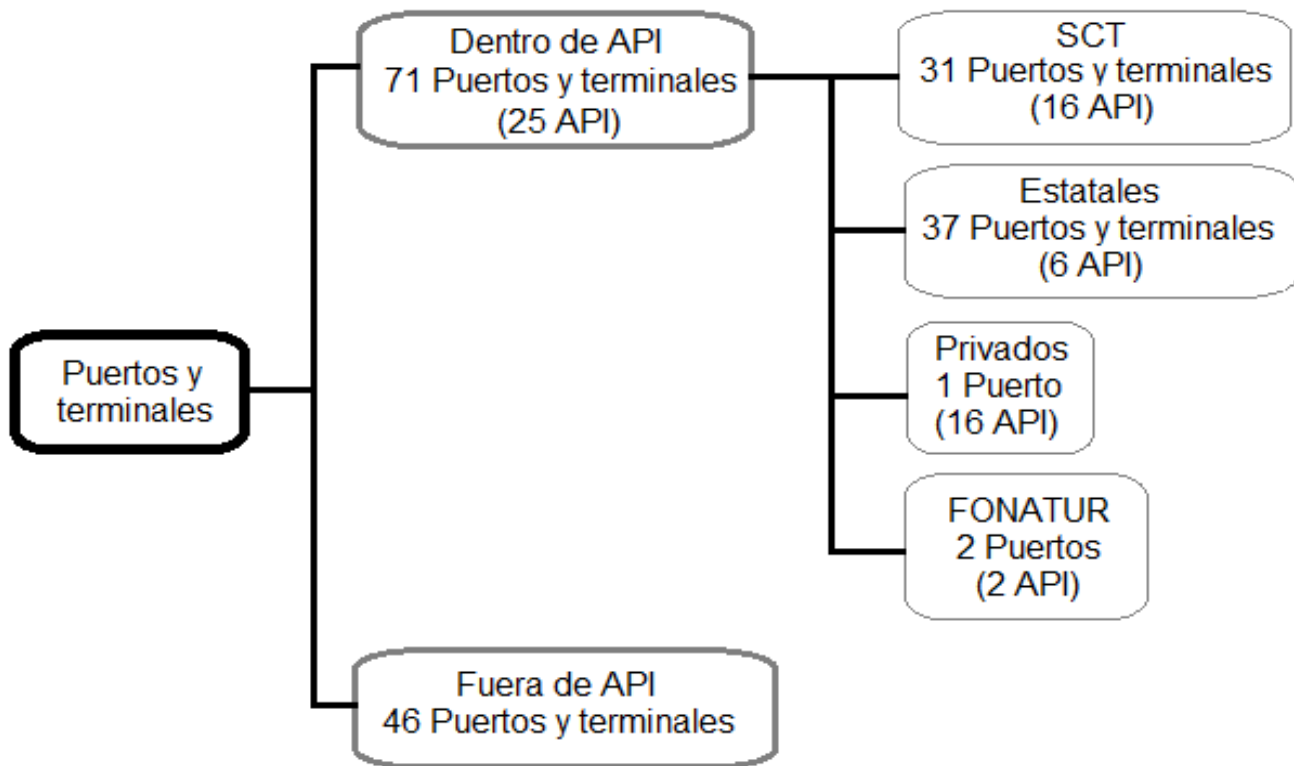 Puertos y
terminales
Dentro de API
71 Puertos y terminales
(25 API)
SCT
31 Puertos y terminales
(16 API)
Estatales
37 Puertos y terminales
(6 API)
Privados
1 Puerto
(16 API)
FONATUR
2 Puertos
(2 API)
Fuera de API
46 Puertos y terminales